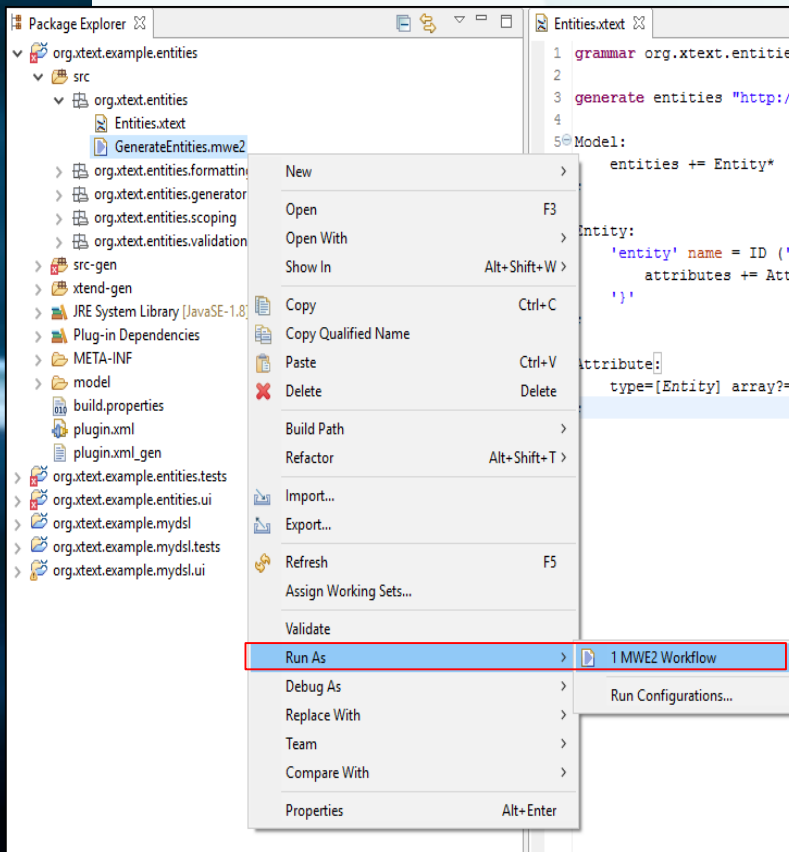 Package Explorer
org.xtext.example.entities
src
org.xtext.entities
Entities.xtext
GenerateEntities.mwe2
org.xtext.entities.formatting
org.xtext.entities.generator
org.xtext.entities.scoping
org.xtext.entities.validation
src-gen
xtend-gen
JRE System Library [JavaSE-1.8]
Plug-in Dependencies
META-INF
model
build.properties
plugin.xml
plugin.xml_gen
org.xtext.example.entities.tests
org.xtext.example.entities.ui
org.xtext.example.mydsl
org.xtext.example.mydsl.tests
org.xtext.example.mydsl.ui
New
Open F3
Open With
Show In Alt+Shift+W >
Copy Ctrl+C
Copy Qualified Name
Paste Ctrl+V
Delete Delete
Build Path
Refactor Alt+Shift+T >
Import...
Export...
Refresh F5
Assign Working Sets...
Validate
Run As
Debug As
Replace With
Team
Compare With
Properties Alt+Enter
1 MWE2 Workflow
Run Configurations...
Entities.xtext
1 grammar org.xtext.entitie
2
3 generate entities "http:/
4
5 Model:
entities += Entity*
Entity:
'entity' name = ID ('
attributes += Att
'}'
Attribute:
type=[Entity] array?=